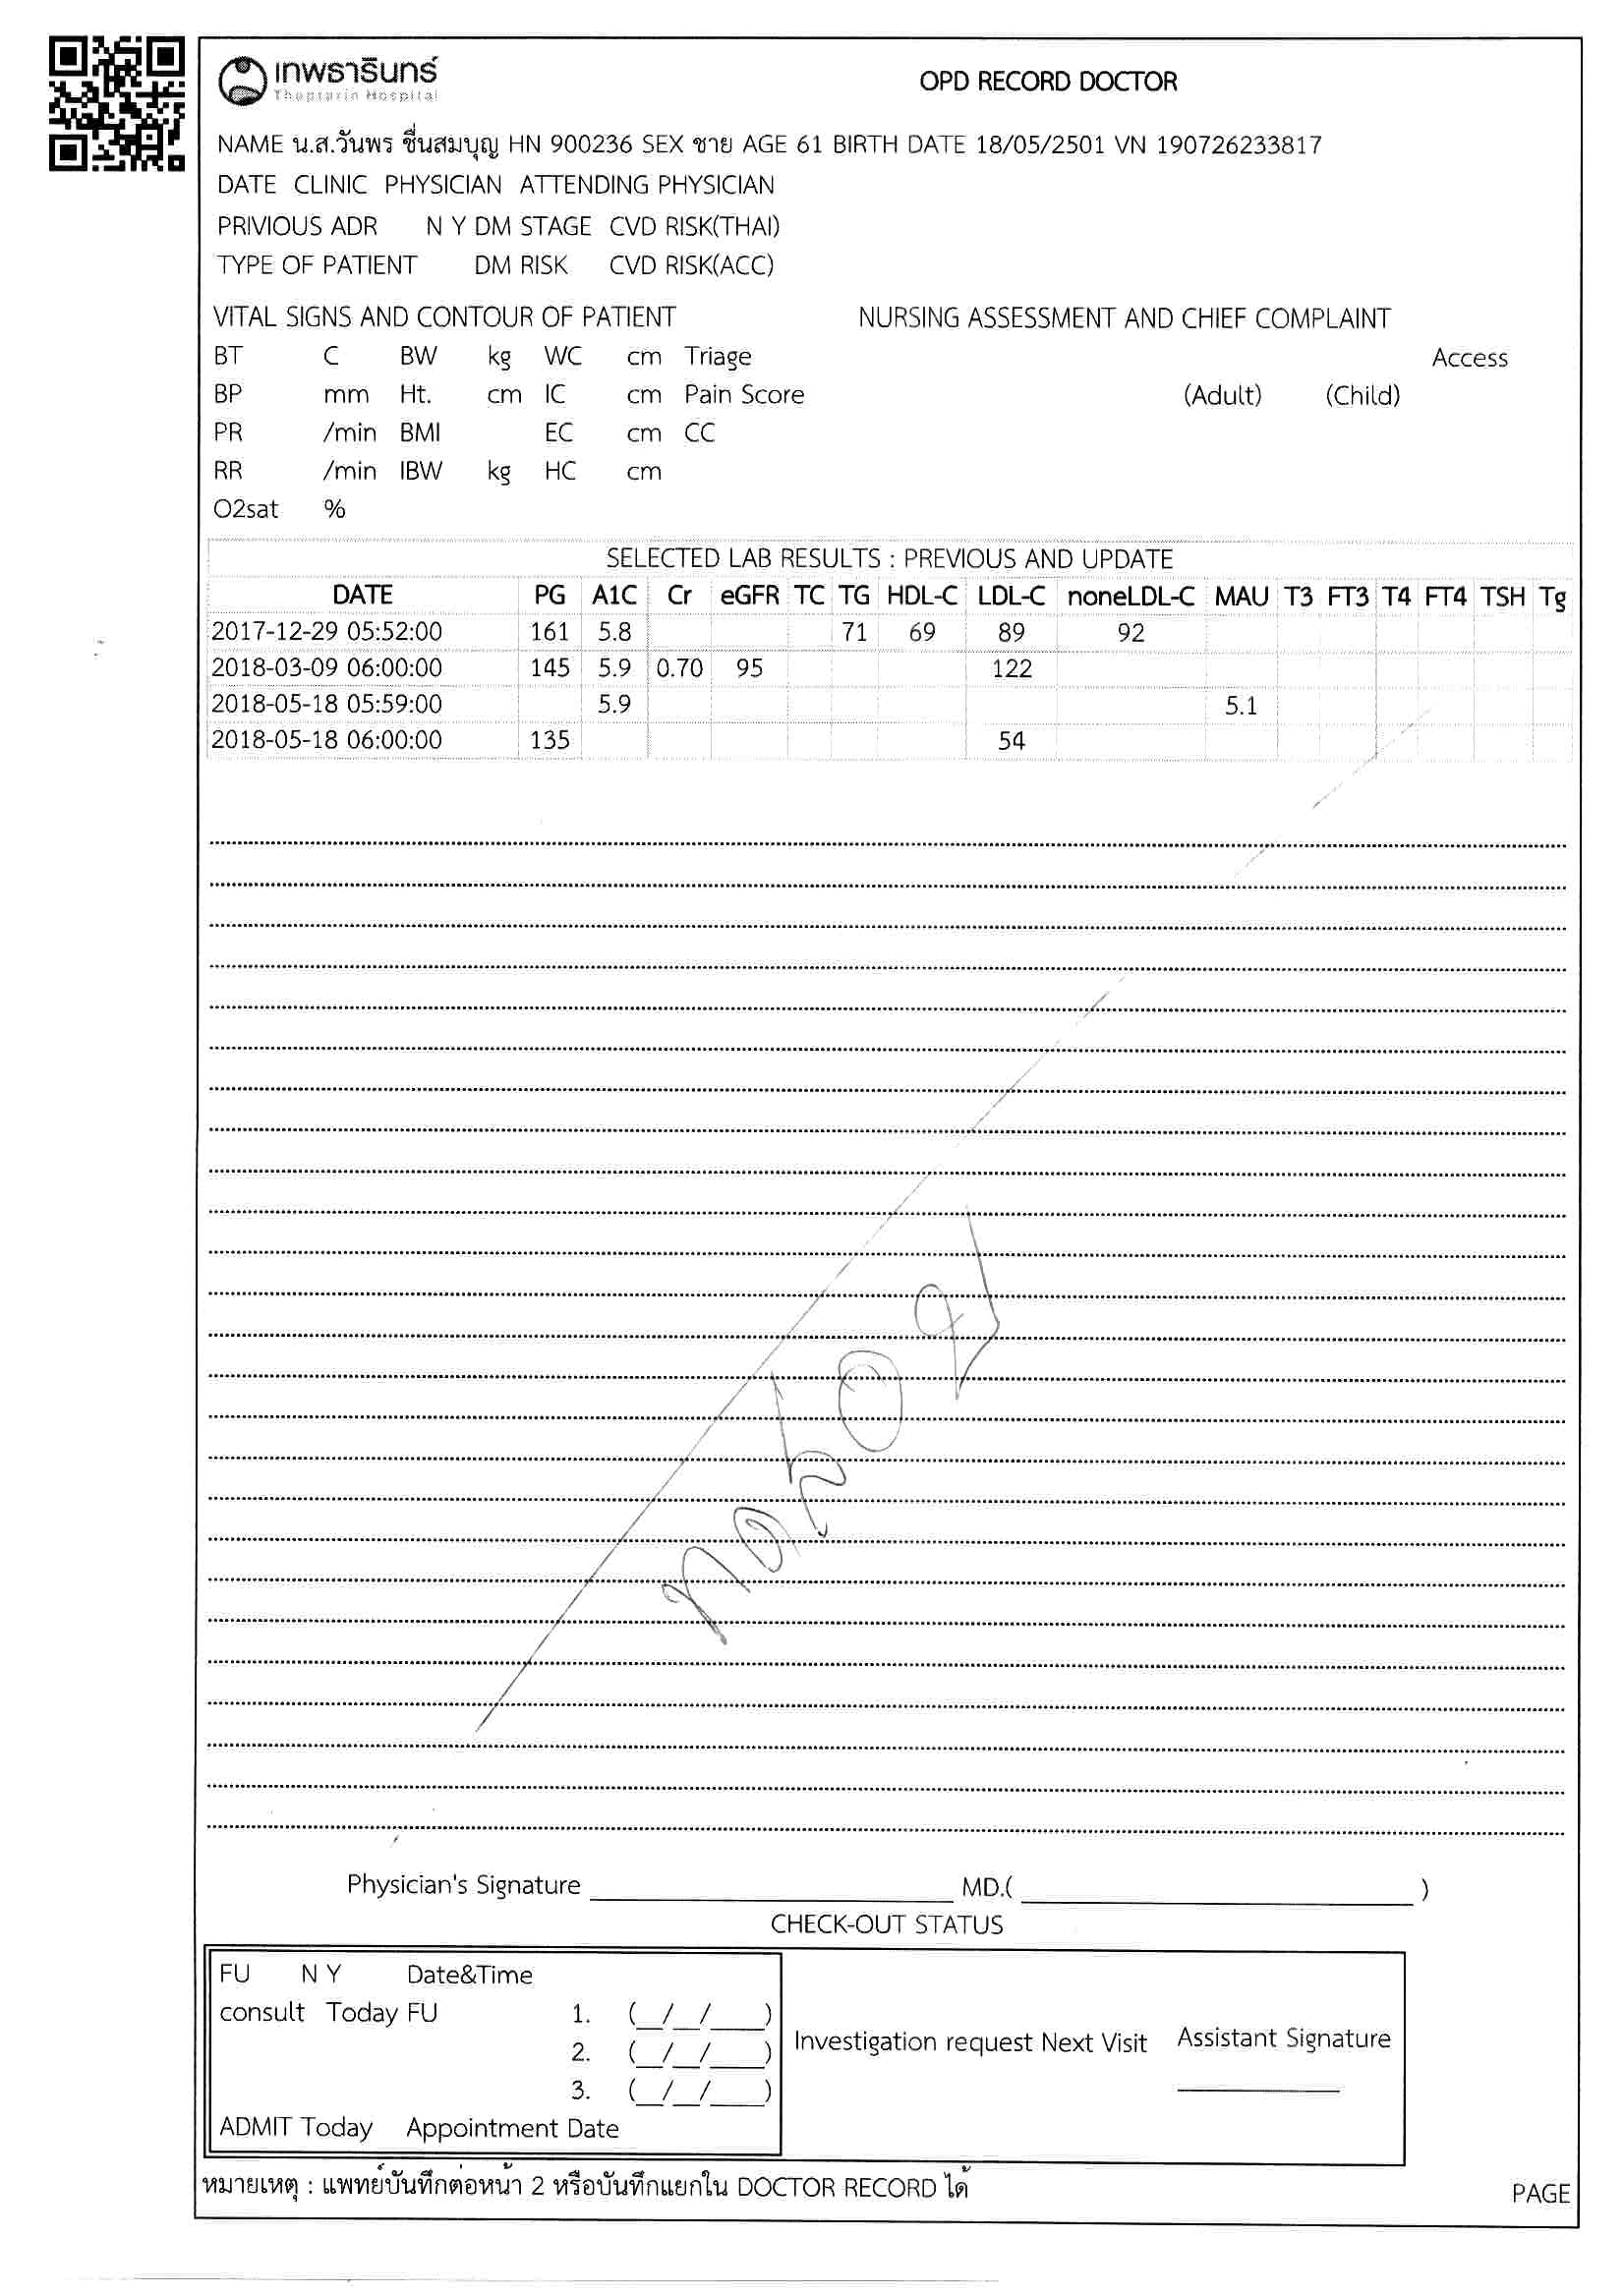 เทพธารินทร์
Theptarin Hospital
OPD RECORD DOCTOR
NAME น.ส.วันพร ชื่นสมบุญ HN 900236 SEX ชาย AGE 61 BIRTH DATE 18/05/2501 VN 190726233817
DATE CLINIC PHYSICIAN ATTENDING PHYSICIAN
PRIVIOUS ADR N Y DM STAGE CVD RISK(THAI)
TYPE OF PATIENT DM RISK CVD RISK(ACC)
VITAL SIGNS AND CONTOUR OF PATIENT NURSING ASSESSMENT AND CHIEF COMPLAINT
BT C BW kg WC cm Triage Access
BP mm Ht. cm IC cm Pain Score (Adult) (Child)
PR /min BMI EC cm CC
RR /min IBW kg HC cm
O2sat %
SELECTED LAB RESULTS : PREVIOUS AND UPDATE
DATE PG A1C Cr eGFR TC TG HDL-C LDL-C noneLDL-C MAU T3 FT3 T4 FT4 TSH Tg
2017-12-29 05:52:00 161 5.8 71 69 89 92
2018-03-09 06:00:00 145 5.9 0.70 95 122
2018-05-18 05:59:00 5.9 5.1
2018-05-18 06:00:00 135 54
Physician's Signature MD.( )
CHECK-OUT STATUS
FU N Y Date&Time
consult Today FU 1. (__/__/____)
2. (__/__/____)
3. (__/__/____)
Investigation request Next Visit Assistant Signature
ADMIT Today Appointment Date
หมายเหตุ : แพทย์บันทึกต่อหน้า 2 หรือบันทึกแยกใน DOCTOR RECORD ได้
PAGE